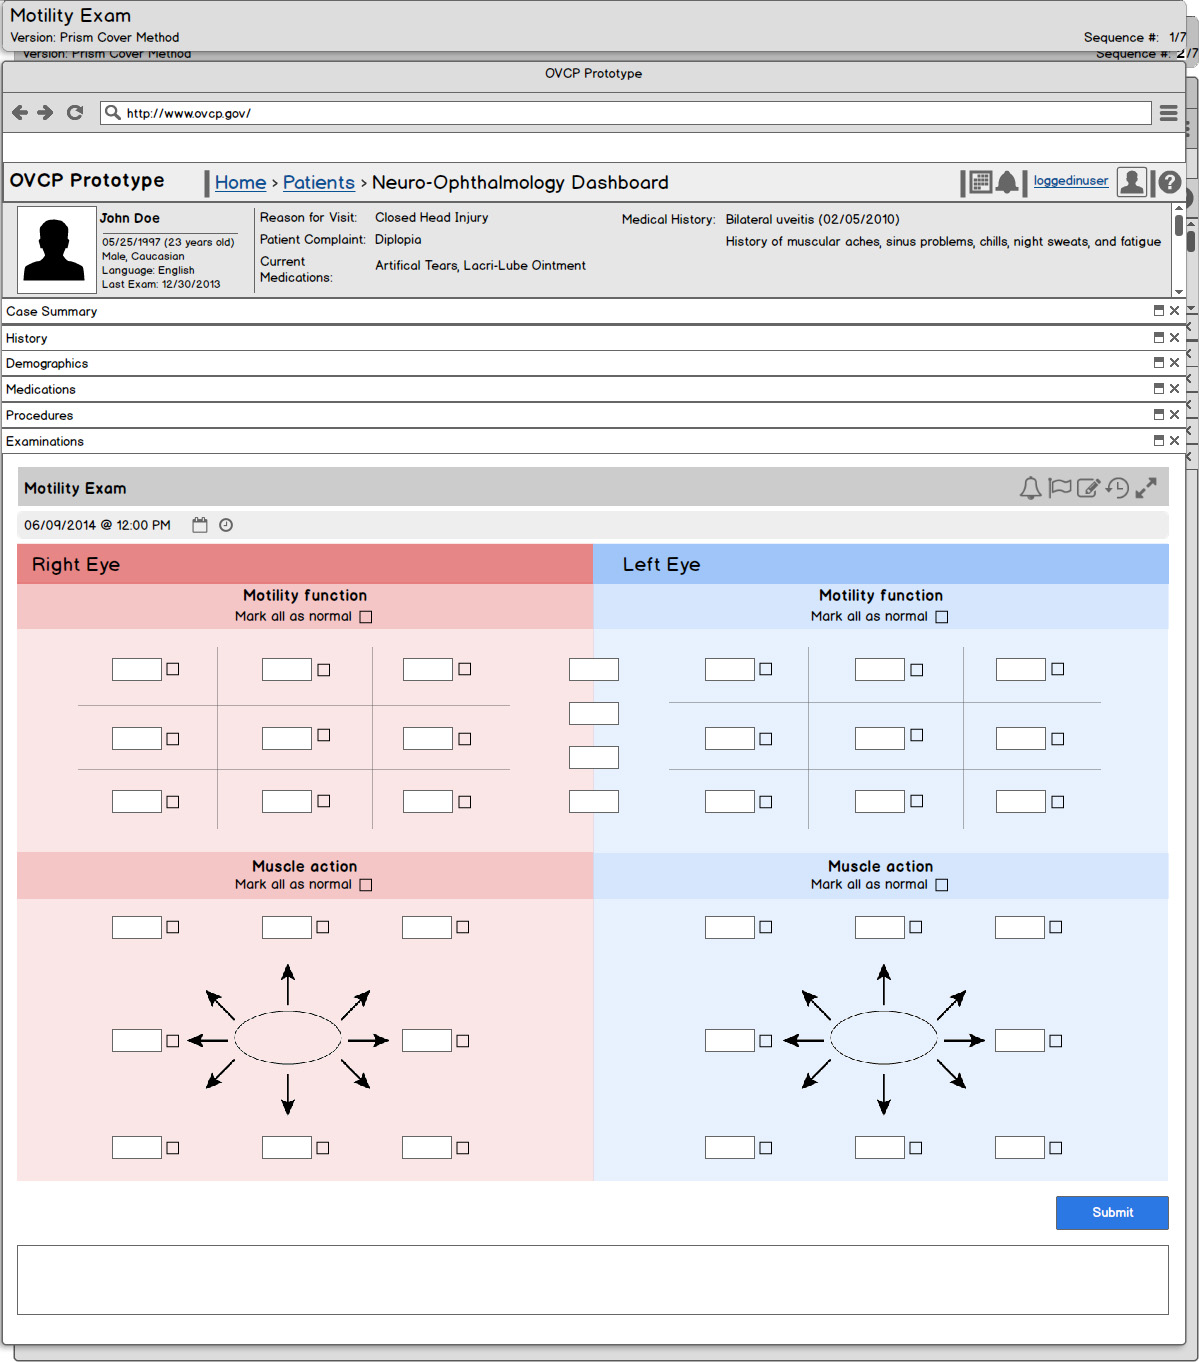 Motility Exam
Version: Prism Cover Method
Sequence #: 1/7
Version: Prism Cover Method
Sequence #: 2/7
OVCP Prototype
http://www.ovcp.gov/
OVCP Prototype
Home > Patients > Neuro-Ophthalmology Dashboard
loggedinuser
?
John Doe
05/25/1997 (23 years old)
Male, Caucasian
Language: English
Last Exam: 12/30/2013
Reason for Visit: Closed Head Injury
Patient Complaint: Diplopia
Current Medications: Artifical Tears, Lacri-Lube Ointment
Medical History: Bilateral uveitis (02/05/2010)
History of muscular aches, sinus problems, chills, night sweats, and fatigue
Case Summary
History
Demographics
Medications
Procedures
Examinations
Motility Exam
06/09/2014 @ 12:00 PM
Right Eye
Left Eye
Motility function
Mark all as normal
Motility function
Mark all as normal
Muscle action
Mark all as normal
Muscle action
Mark all as normal
Submit